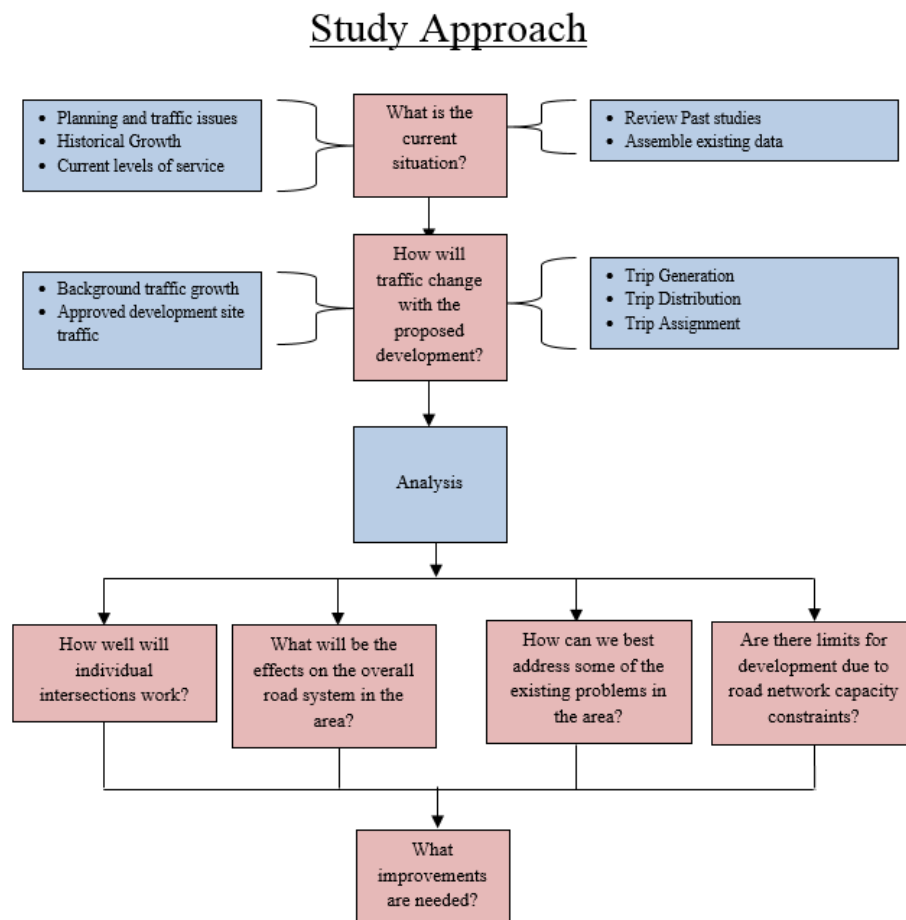 Study Approach
• Planning and traffic issues
• Historical Growth
• Current levels of service
What is the
current
situation?
• Review Past studies
• Assemble existing data
• Background traffic growth
• Approved development site
traffic
How will
traffic change
with the
proposed
development?
• Trip Generation
• Trip Distribution
• Trip Assignment
Analysis
How well will
individual
intersections work?
What will be the
effects on the overall
road system in the
area?
How can we best
address some of the
existing problems in
the area?
Are there limits for
development due to
road network capacity
constraints?
What
improvements
are needed?